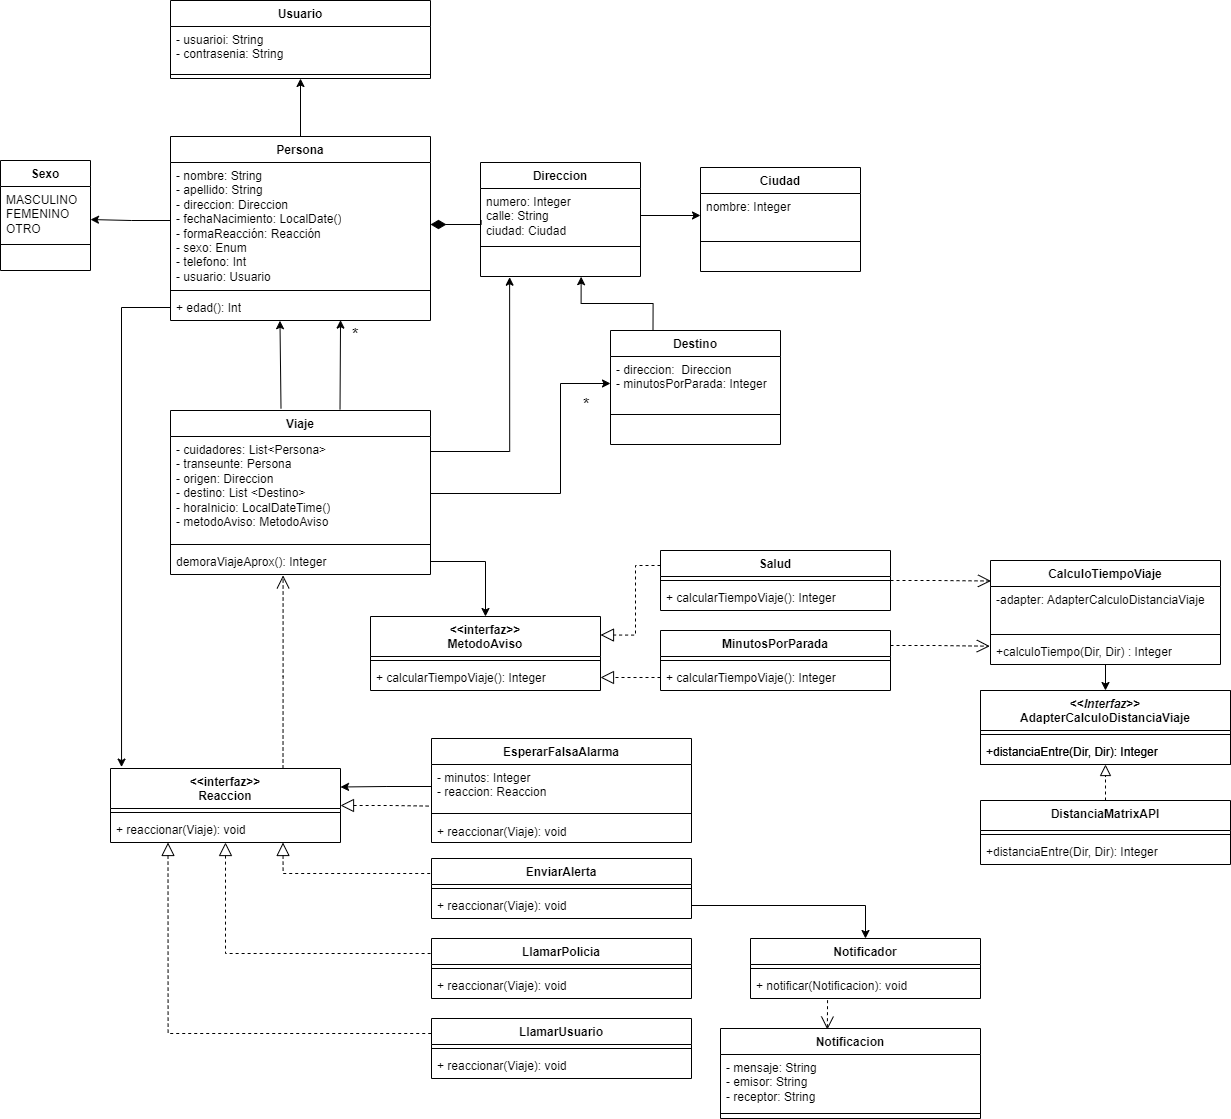 Usuario
- usuarioi: String
- contrasenia: String
Persona
- nombre: String
- apellido: String
- direccion: Direccion
- fechaNacimiento: LocalDate()
- formaReacción: Reacción
- sexo: Enum
- telefono: Int
- usuario: Usuario
+ edad(): Int
Sexo
MASCULINO
FEMENINO
OTRO
Direccion
numero: Integer
calle: String
ciudad: Ciudad
Ciudad
nombre: Integer
*
Destino
- direccion:  Direccion
- minutosPorParada: Integer
*
Viaje
- cuidadores: List<Persona>
- transeunte: Persona
- origen: Direccion
- destino: List <Destino>
- horaInicio: LocalDateTime()
- metodoAviso: MetodoAviso
demoraViajeAprox(): Integer
<<interfaz>>
MetodoAviso
+ calcularTiempoViaje(): Integer
Salud
+ calcularTiempoViaje(): Integer
MinutosPorParada
+ calcularTiempoViaje(): Integer
CalculoTiempoViaje
-adapter: AdapterCalculoDistanciaViaje
+calculoTiempo(Dir, Dir) : Integer
<<Interfaz>>
AdapterCalculoDistanciaViaje
+distanciaEntre(Dir, Dir): Integer
DistanciaMatrixAPI
+distanciaEntre(Dir, Dir): Integer
<<interfaz>>
Reaccion
+ reaccionar(Viaje): void
EsperarFalsaAlarma
- minutos: Integer
- reaccion: Reaccion
+ reaccionar(Viaje): void
EnviarAlerta
+ reaccionar(Viaje): void
LlamarPolicia
+ reaccionar(Viaje): void
LlamarUsuario
+ reaccionar(Viaje): void
Notificador
+ notificar(Notificacion): void
Notificacion
- mensaje: String
- emisor: String
- receptor: String